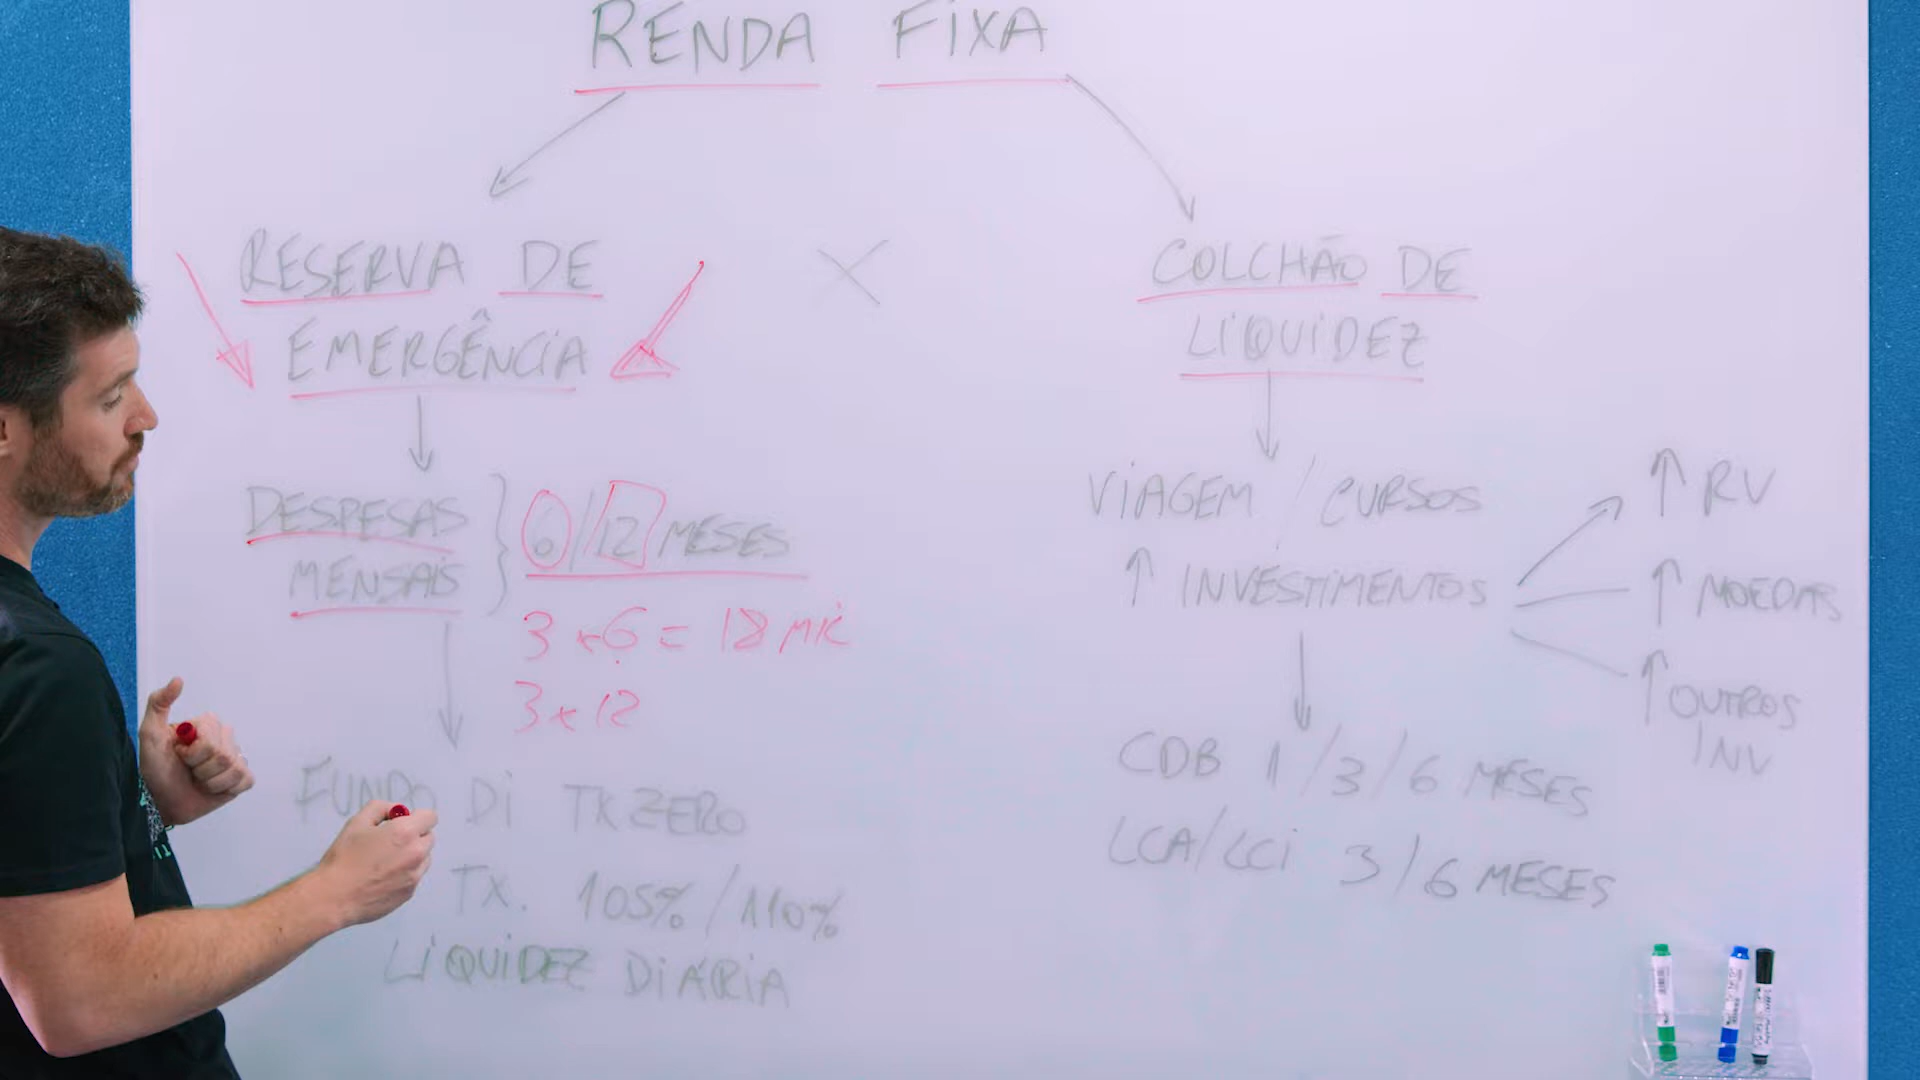 RENDA FIXA
RESERVA DE
EMERGÊNCIA
X
COLCHÃO DE
LIQUIDEZ
DESPESAS
MENSAIS
6/12 MESES
3 x 6 = 18 MIL
3 x 12
FUNDO DI TX ZERO
TX. 105% / 110%
LIQUIDEZ DIÁRIA
VIAGEM / CURSOS
↑ INVESTIMENTOS
↑ RV
↑ MOEDAS
↑ OUTROS
INV
CDB 1/3/6 MESES
LCA/LCI 3/6 MESES